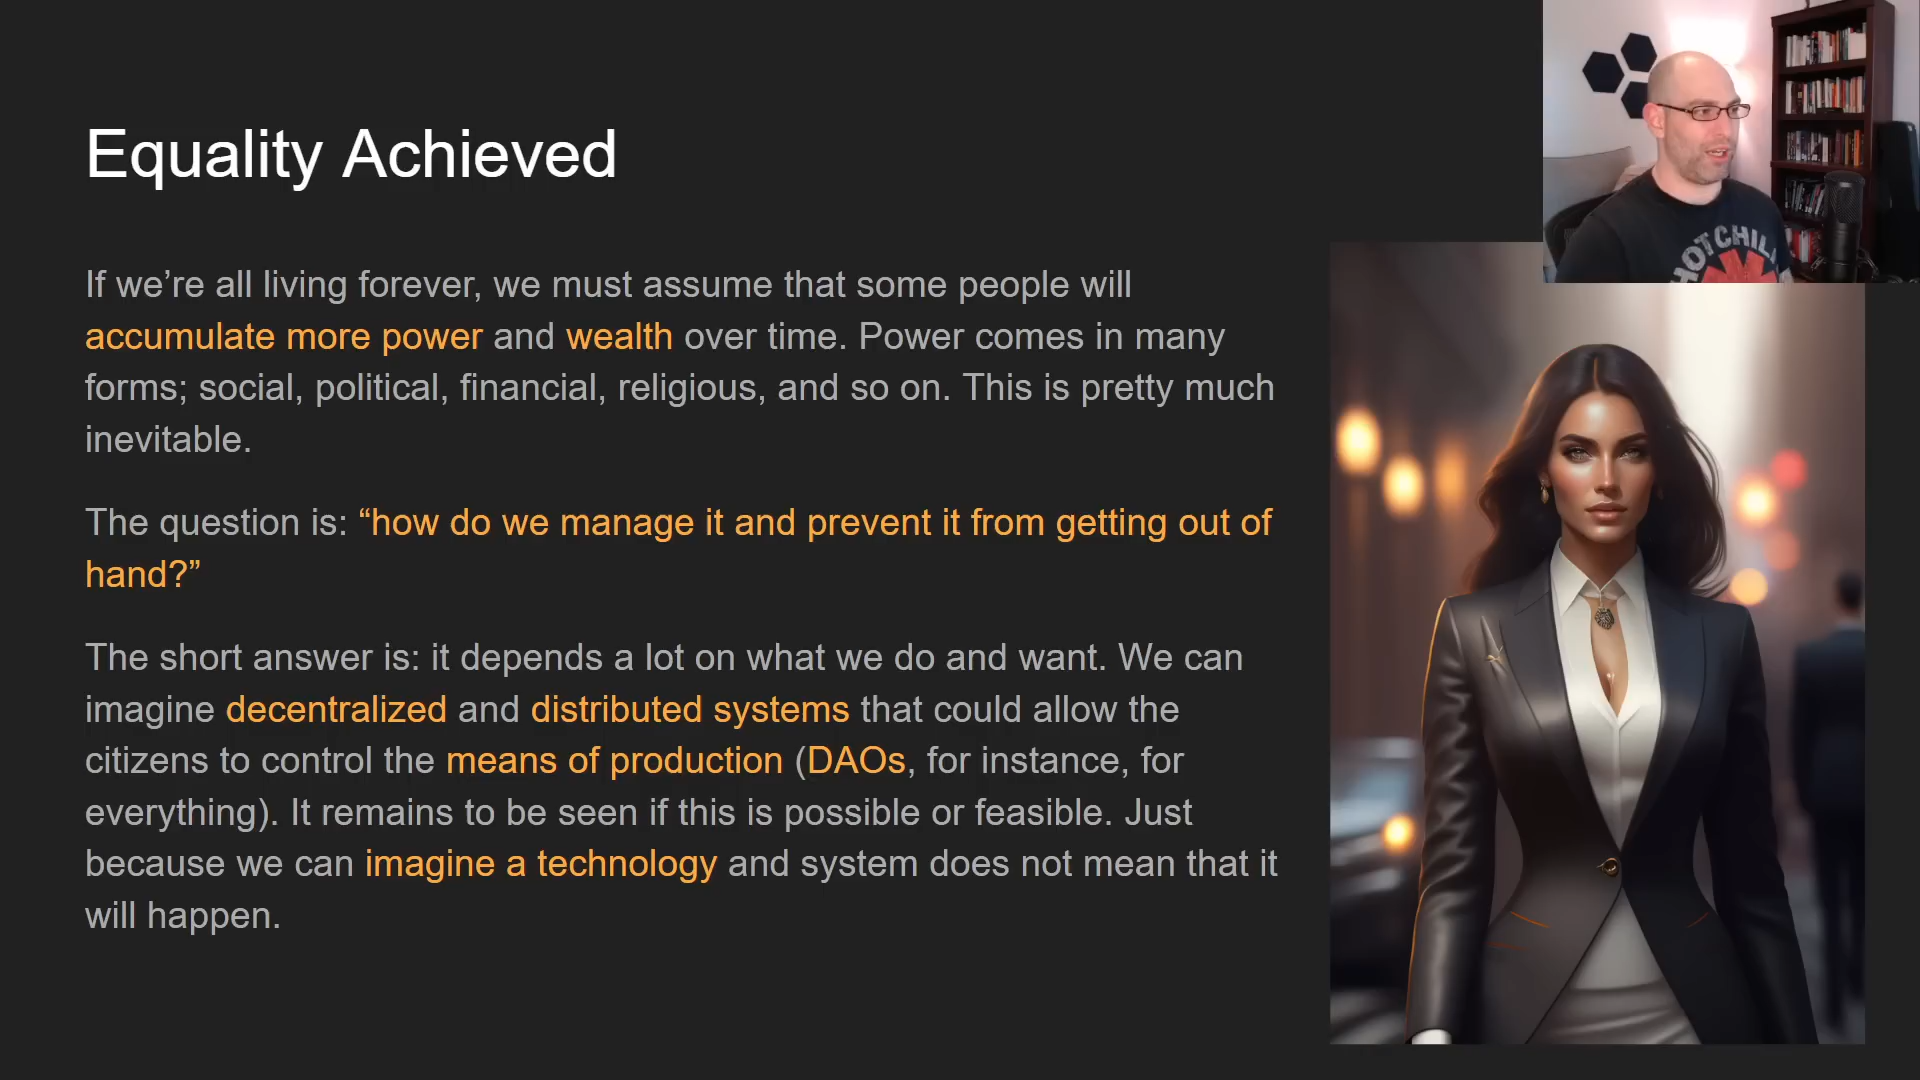 Equality Achieved
If we’re all living forever, we must assume that some people will
accumulate more power and wealth over time. Power comes in many
forms; social, political, financial, religious, and so on. This is pretty much
inevitable.
The question is: “how do we manage it and prevent it from getting out of
hand?”
The short answer is: it depends a lot on what we do and want. We can
imagine decentralized and distributed systems that could allow the
citizens to control the means of production (DAOs, for instance, for
everything). It remains to be seen if this is possible or feasible. Just
because we can imagine a technology and system does not mean that it
will happen.
HOT CHIL